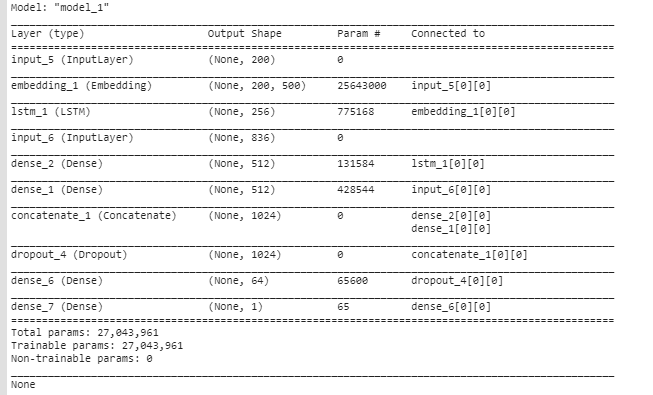 Model: "model_1"
Layer (type) Output Shape Param # Connected to
input_5 (InputLayer) (None, 200) 0
embedding_1 (Embedding) (None, 200, 500) 25643000 input_5[0][0]
lstm_1 (LSTM) (None, 256) 775168 embedding_1[0][0]
input_6 (InputLayer) (None, 836) 0
dense_2 (Dense) (None, 512) 131584 lstm_1[0][0]
dense_1 (Dense) (None, 512) 428544 input_6[0][0]
concatenate_1 (Concatenate) (None, 1024) 0 dense_2[0][0]
dense_1[0][0]
dropout_4 (Dropout) (None, 1024) 0 concatenate_1[0][0]
dense_6 (Dense) (None, 64) 65600 dropout_4[0][0]
dense_7 (Dense) (None, 1) 65 dense_6[0][0]
Total params: 27,043,961
Trainable params: 27,043,961
Non-trainable params: 0
None